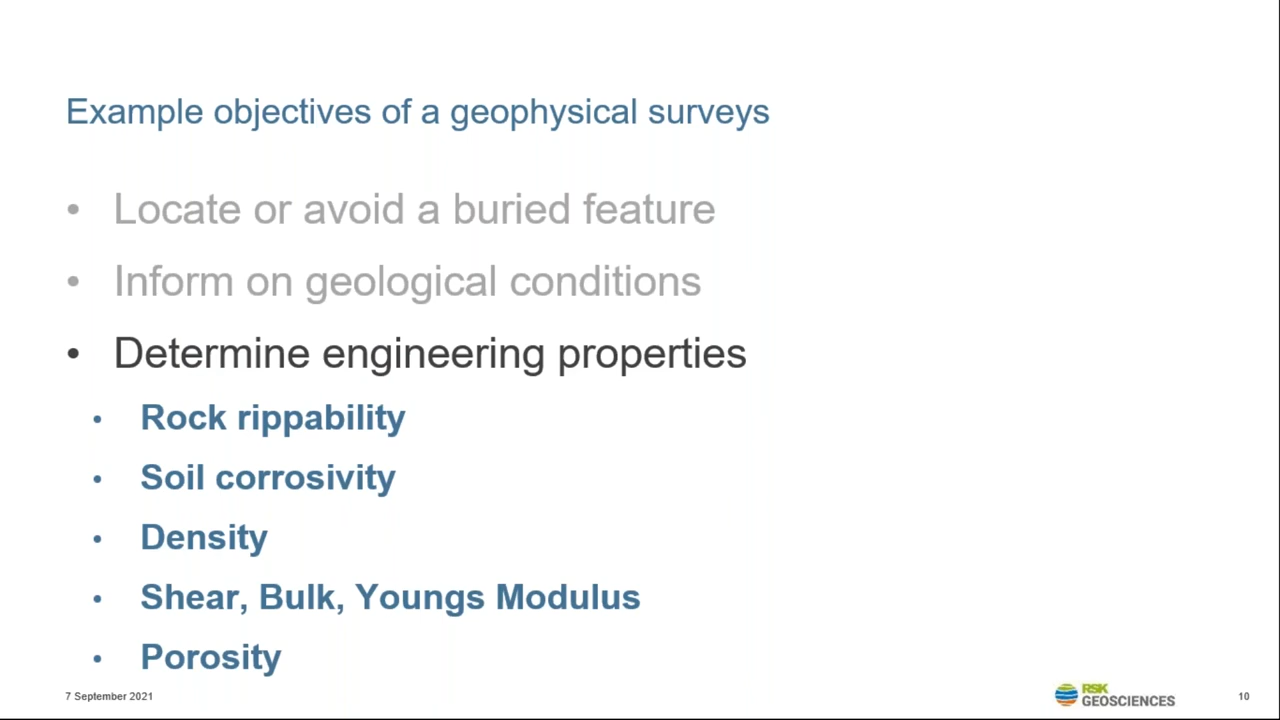 Example objectives of a geophysical surveys
• Locate or avoid a buried feature
• Inform on geological conditions
• Determine engineering properties
• Rock rippability
• Soil corrosivity
• Density
• Shear, Bulk, Youngs Modulus
• Porosity
7 September 2021
RSK
GEOSCIENCES
10